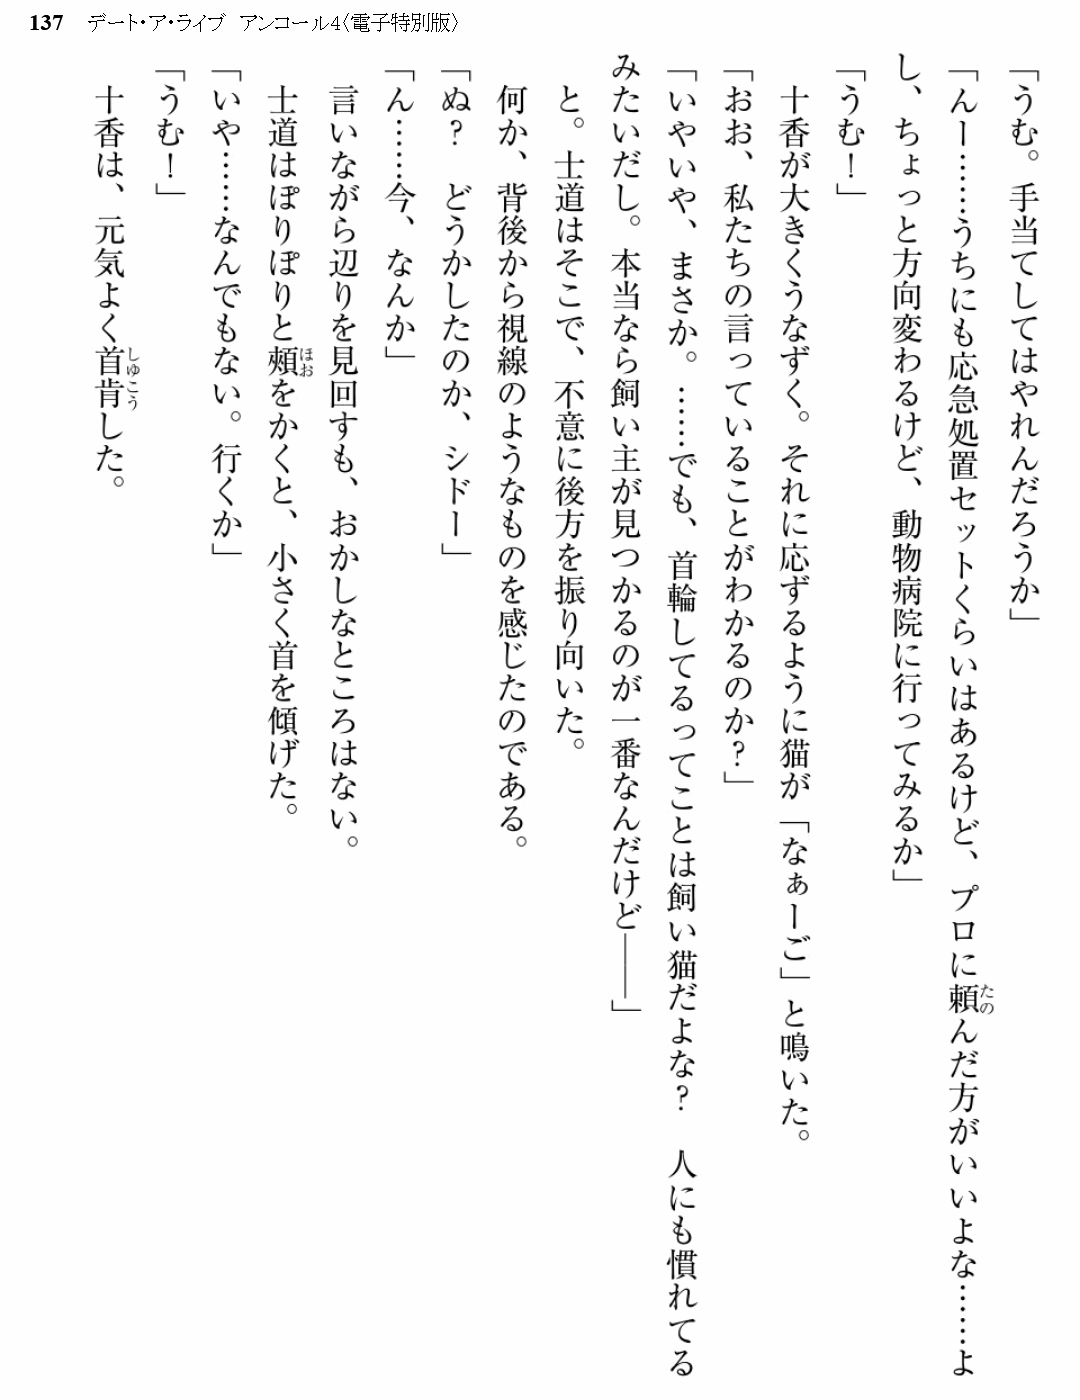 137 デート・ア・ライブ　アンコール4〈電子特別版〉
「うむ。手当てしてはやれんだろうか」
「んー……うちにも応急処置セットくらいはあるけど、プロに頼んだ方がいいよな……よ
し、ちょっと方向変わるけど、動物病院に行ってみるか」
「うむ！」
　十香が大きくうなずく。それに応ずるように猫が「なぁーご」と鳴いた。
「おお、私たちの言っていることがわかるのか？」
「いやいや、まさか。……でも、首輪してるってことは飼い猫だよな？　人にも慣れてる
みたいだし。本当なら飼い主が見つかるのが一番なんだけど――」
　と。士道はそこで、不意に後方を振り向いた。
　何か、背後から視線のようなものを感じたのである。
「ぬ？　どうかしたのか、シドー」
「ん……今、なんか」
　言いながら辺りを見回すも、おかしなところはない。
　士道はぽりぽりと頰をかくと、小さく首を傾げた。
「いや……なんでもない。行くか」
「うむ！」
　十香は、元気よく首肯した。
たの
ほお
しゅこう